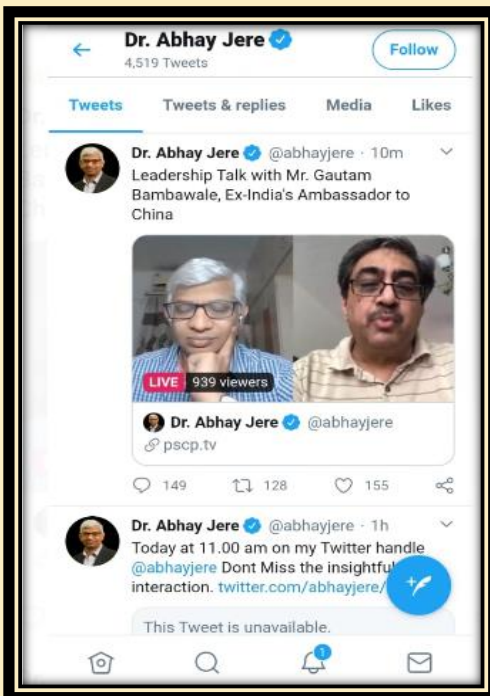 Dr. Abhay Jere
Follow
4,519 Tweets
Tweets Tweets & replies Media Likes
Dr. Abhay Jere @abhayjere · 10m
Leadership Talk with Mr. Gautam
Bambawale, Ex-India's Ambassador to
China
LIVE 939 viewers
Dr. Abhay Jere @abhayjere
pscp.tv
149 128 155
Dr. Abhay Jere @abhayjere · 1h
Today at 11.00 am on my Twitter handle
@abhayjere Dont Miss the insightful
interaction. twitter.com/abhayjere/
This Tweet is unavailable.
1